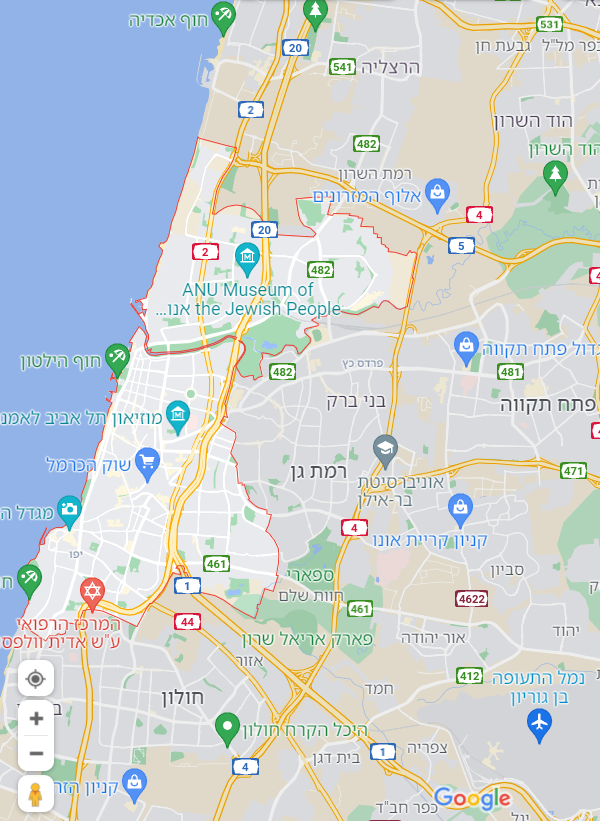 חוף אכדיה
531
כפר מל"ל
גבעת חן
20
541
הרצליה
2
הוד השרון
482
הוד השרון
רמת השרון
אלוף המזרונים
4
20
5
2
482
ANU Museum of
the Jewish People אנו...
חוף הילטון
482
פרדס כץ
481
פתח תקווה
בני ברק
מוזיאון תל אביב לאמנ
שוק הכרמל
רמת גן
471
אוניברסיטת
בר-אילן
4
קניון קריית אונו
יפו
461
ספארי
סביון
1
חוות שלם
461
4622
44
המרכז הרפואי
ע"ש אדית וולפס
פארק אריאל שרון
אור יהודה
יהוד
אזור
412
נמל התעופה
בן גוריון
חולון
חמד
היכל הקרח חולון
צפריה
1
בית דגן
4
קניון הזה
כפר חב"ד
Google